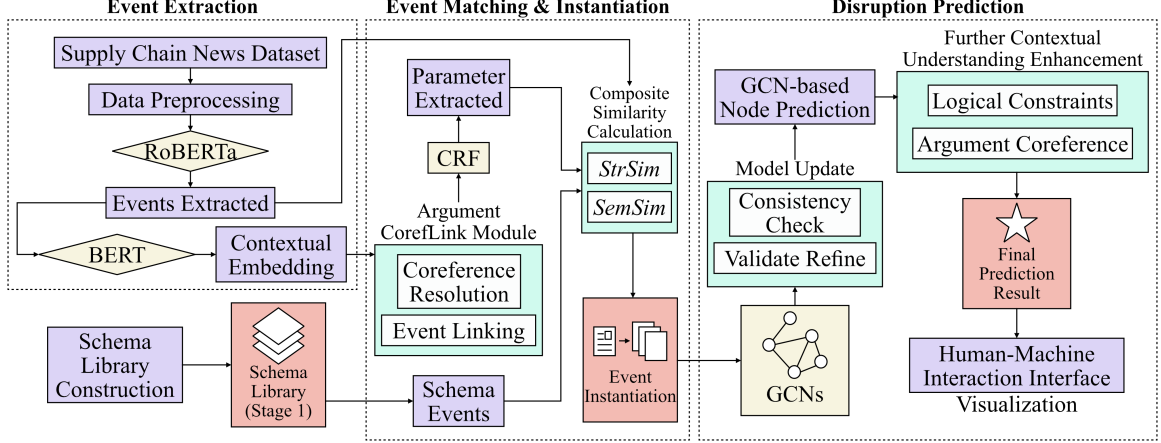 Event Extraction
Supply Chain News Dataset
Data Preprocessing
RoBERTa
Events Extracted
BERT
Contextual
Embedding
Schema
Library
Construction
Schema
Library
(Stage 1)
Event Matching & Instantiation
Parameter
Extracted
CRF
Argument
CorefLink Module
Coreference
Resolution
Event Linking
Schema
Events
Composite
Similarity
Calculation
StrSim
SemSim
Event
Instantiation
Disruption Prediction
GCN-based
Node Prediction
Model Update
Consistency
Check
Validate Refine
GCNs
Further Contextual
Understanding Enhancement
Logical Constraints
Argument Coreference
Final
Prediction
Result
Human-Machine
Interaction Interface
Visualization